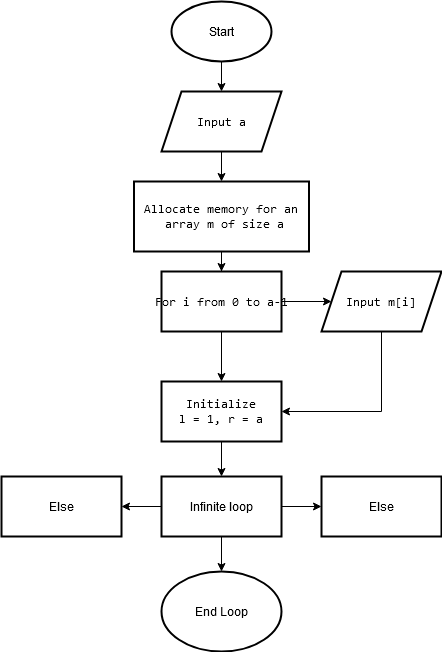 Start
Input a
Allocate memory for an
array m of size a
For i from 0 to a-1
Input m[i]
Initialize
l = 1, r = a
Else
Infinite loop
Else
End Loop